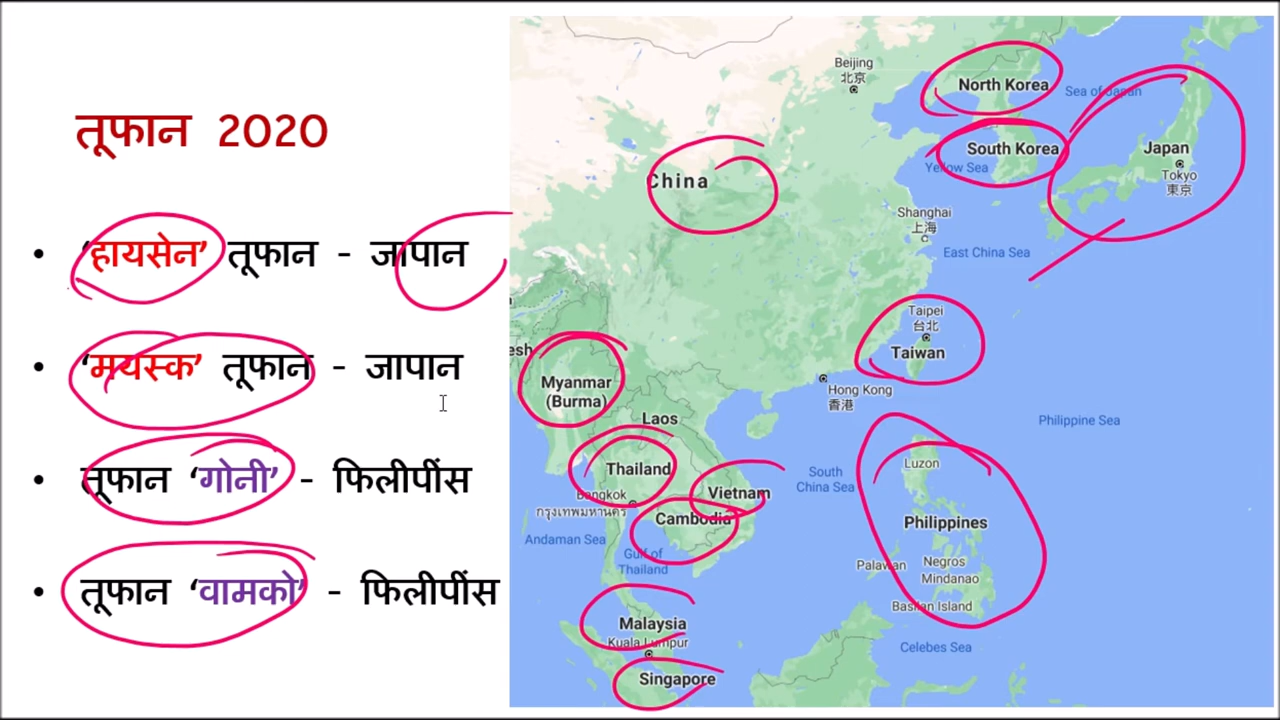 तूफान 2020
• 'हायसेन' तूफान - जापान
• 'मयस्क' तूफान - जापान
• तूफान 'गोनी' - फिलीपींस
• तूफान 'वामको' - फिलीपींस
Beijing
北京
North Korea
Sea of Japan
South Korea
Japan
Yellow Sea
Tokyo
東京
China
Shanghai
上海
East China Sea
Taipei
台北
Taiwan
esh
Myanmar
(Burma)
Hong Kong
香港
Laos
Philippine Sea
Thailand
Luzon
South
China Sea
Vietnam
Bangkok
กรุงเทพมหานคร
Cambodia
Philippines
Andaman Sea
Gulf of
Thailand
Palawan
Negros
Mindanao
Basilan Island
Malaysia
Kuala Lumpur
Celebes Sea
Singapore